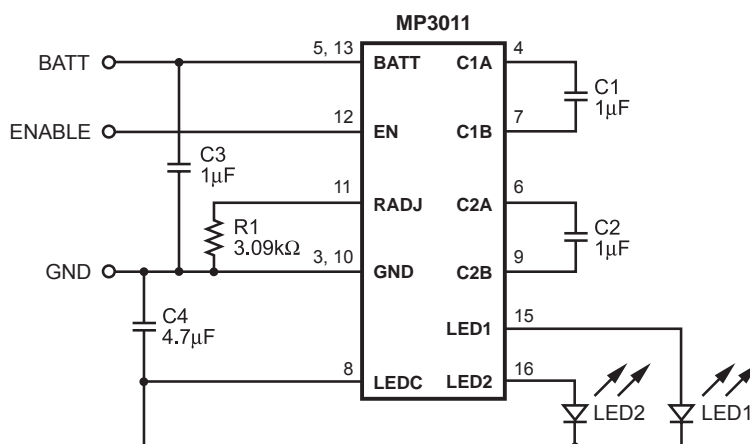 MP3011
5, 13
4
BATT
BATT
C1A
C1
1µF
12
7
ENABLE
EN
C1B
C3
1µF
11
6
RADJ
C2A
R1
3.09kΩ
C2
1µF
3, 10
9
GND
GND
C2B
C4
4.7µF
15
LED1
8
16
LEDC
LED2
LED2
LED1